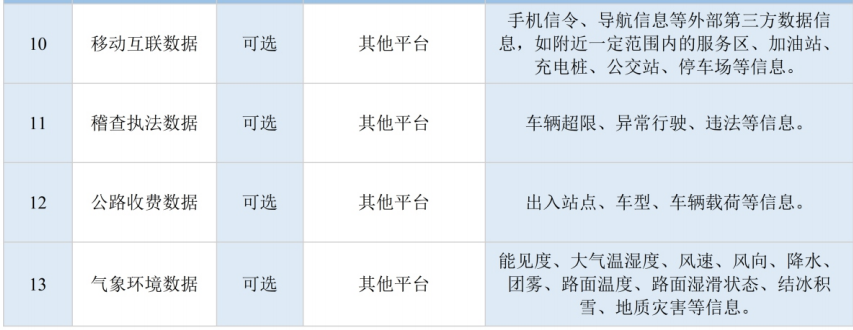 10 移动互联数据 可选 其他平台 手机信令、导航信息等外部第三方数据信
息，如附近一定范围内的服务区、加油站、
充电桩、公交站、停车场等信息。
11 稽查执法数据 可选 其他平台 车辆超限、异常行驶、违法等信息。
12 公路收费数据 可选 其他平台 出入站点、车型、车辆载荷等信息。
13 气象环境数据 可选 其他平台 能见度、大气温湿度、风速、风向、降水、
团雾、路面温度、路面湿滑状态、结冰积
雪、地质灾害等信息。